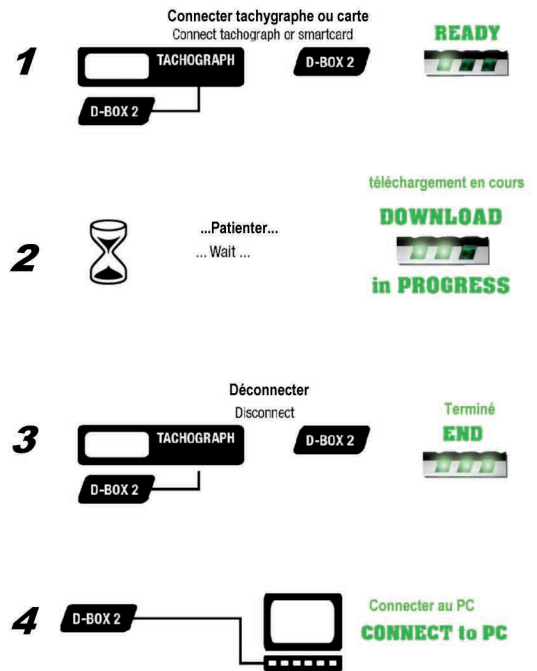 Connecter tachygraphe ou carte
Connect tachograph or smartcard
READY
1
TACHOGRAPH
D-BOX 2
D-BOX 2
téléchargement en cours
DOWNLOAD
2
...Patienter...
... Wait ...
in PROGRESS
Déconnecter
Disconnect
Terminé
END
3
TACHOGRAPH
D-BOX 2
D-BOX 2
4
D-BOX 2
Connecter au PC
CONNECT to PC